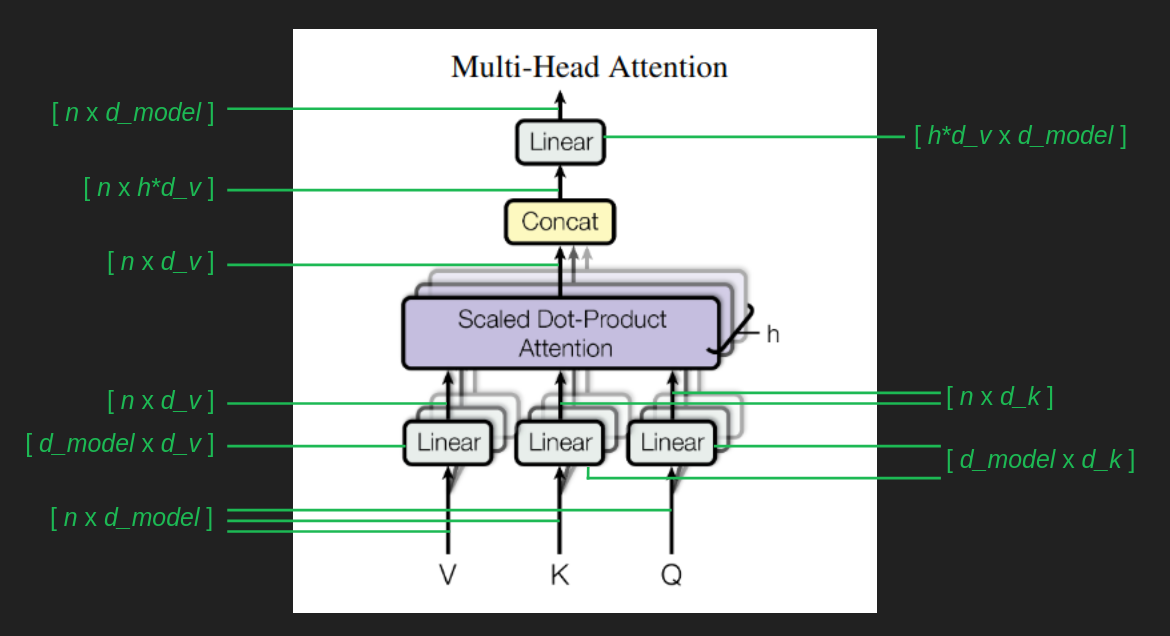 Multi-Head Attention
[ n x d_model ]
Linear
[ h*d_v x d_model ]
[ n x h*d_v ]
Concat
[ n x d_v ]
Scaled Dot-Product
Attention
h
[ n x d_v ]
[ n x d_k ]
[ d_model x d_v ]
Linear
Linear
Linear
[ d_model x d_k ]
[ n x d_model ]
V
K
Q